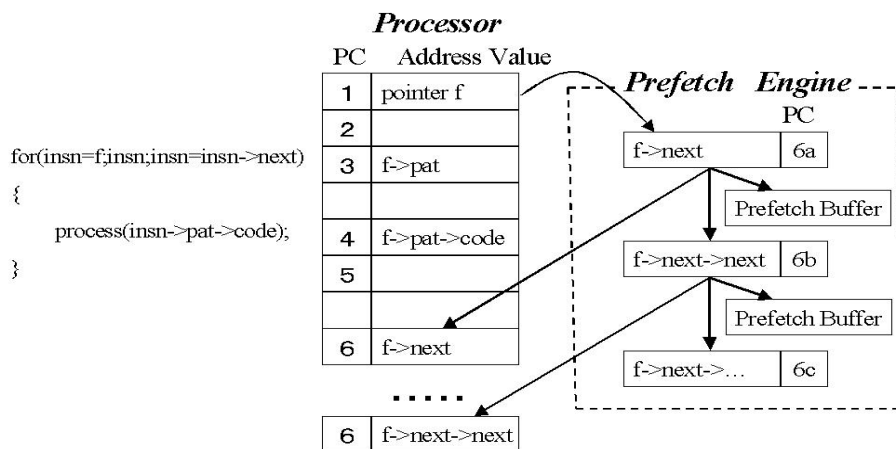 Processor
PC Address Value
1 pointer f
2
3 f->pat
4 f->pat->code
5
6 f->next
.....
6 f->next->next
for(insn=f;insn;insn=insn->next)
{
process(insn->pat->code);
}
Prefetch Engine
PC
f->next 6a
Prefetch Buffer
f->next->next 6b
Prefetch Buffer
f->next->... 6c